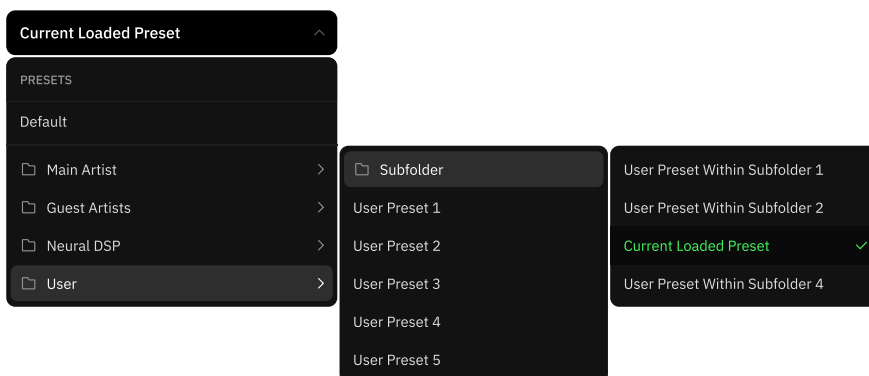 Current Loaded Preset
PRESETS
Default
Main Artist
Guest Artists
Neural DSP
User
Subfolder
User Preset 1
User Preset 2
User Preset 3
User Preset 4
User Preset 5
User Preset Within Subfolder 1
User Preset Within Subfolder 2
Current Loaded Preset
User Preset Within Subfolder 4